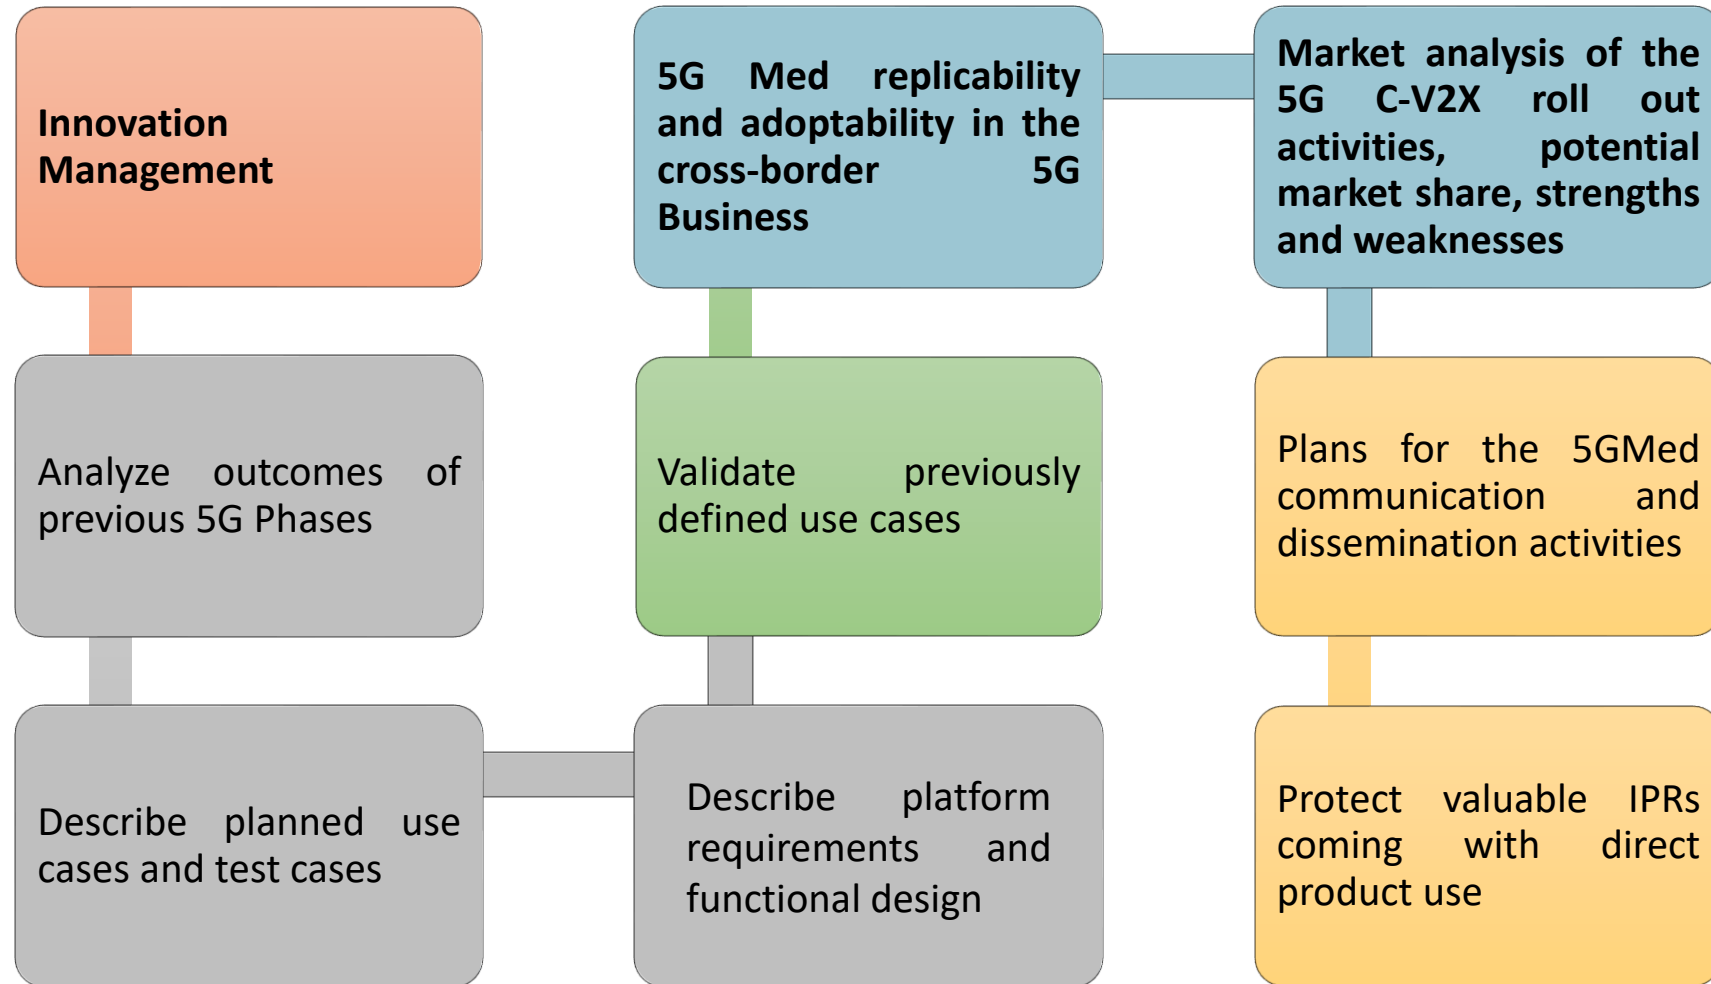 Innovation
Management
Analyze outcomes of
previous 5G Phases
Describe planned use
cases and test cases
Describe platform
requirements and
functional design
Validate previously
defined use cases
5G Med replicability
and adoptability in the
cross-border 5G
Business
Market analysis of the
5G C-V2X roll out
activities, potential
market share, strengths
and weaknesses
Plans for the 5GMed
communication and
dissemination activities
Protect valuable IPRs
coming with direct
product use